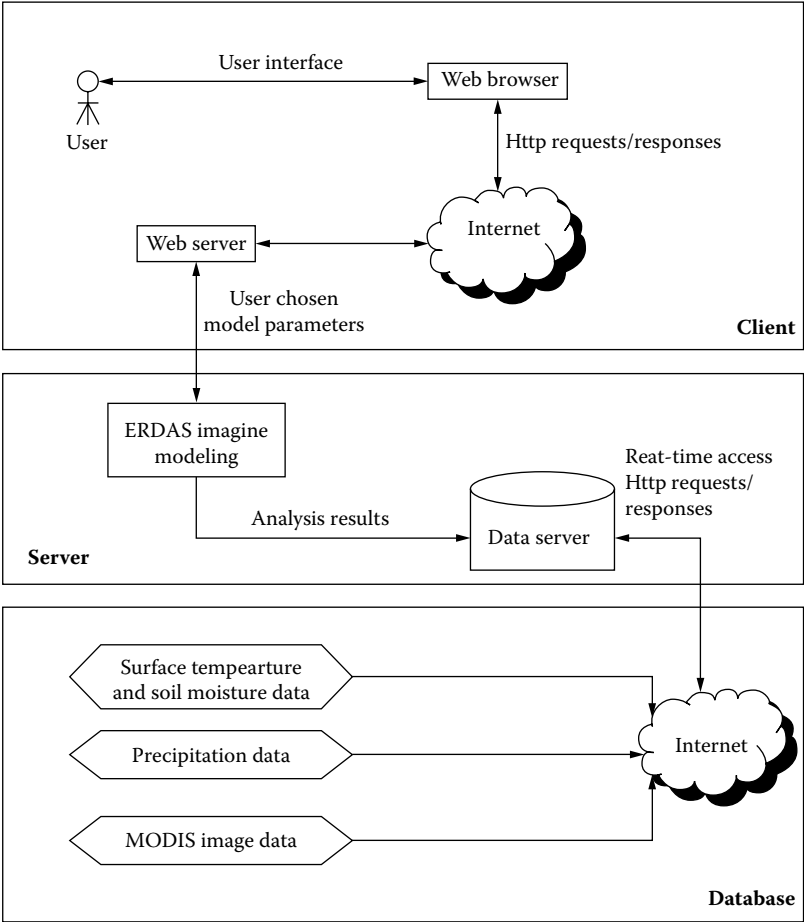 User interface
Web browser
User
Http requests/responses
Internet
Web server
User chosen
model parameters
Client
ERDAS imagine
modeling
Reat-time access
Http requests/
responses
Analysis results
Data server
Server
Surface tempearture
and soil moisture data
Precipitation data
Internet
MODIS image data
Database